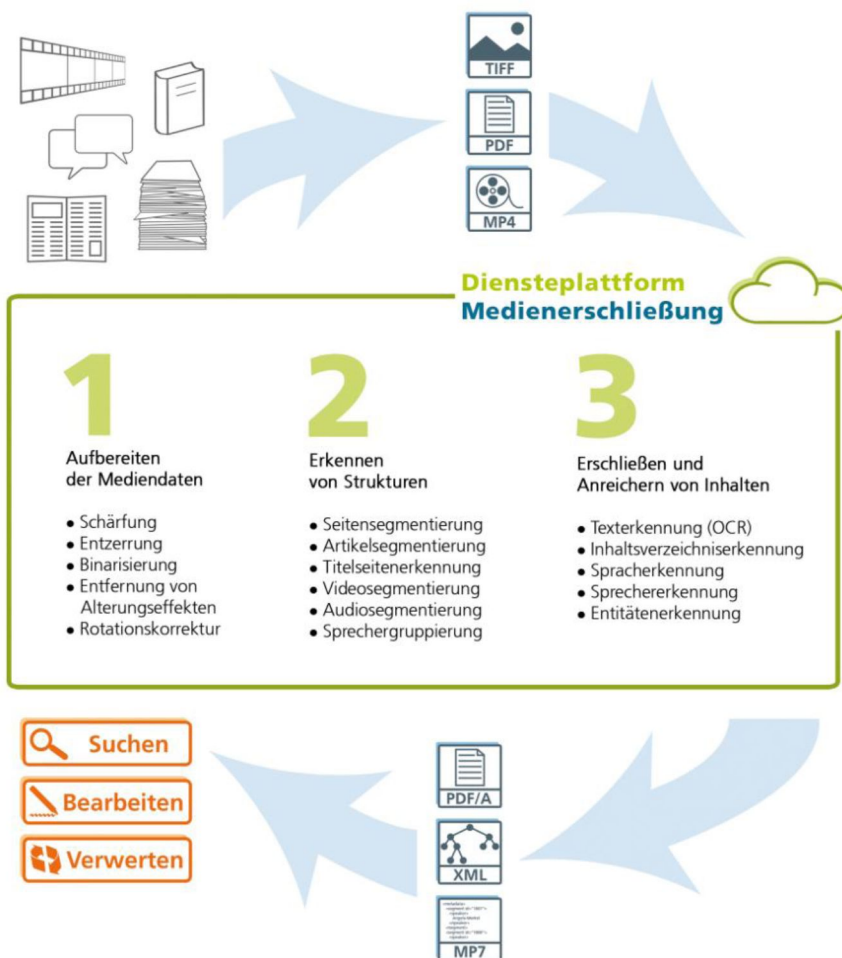 TIFF
PDF
MP4
Diensteplattform
Medienerschließung
1
Aufbereiten
der Mediendaten
• Schärfung
• Entzerrung
• Binarisierung
• Entfernung von
Alterungseffekten
• Rotationskorrektur
2
Erkennen
von Strukturen
• Seitensegmentierung
• Artikelsegmentierung
• Titelseitenerkennung
• Videosegmentierung
• Audiosegmentierung
• Sprechergruppierung
3
Erschließen und
Anreichern von Inhalten
• Texterkennung (OCR)
• Inhaltsverzeichniserkennung
• Spracherkennung
• Sprechererkennung
• Entitätenerkennung
Suchen
Bearbeiten
Verwerten
PDF/A
XML
MP7